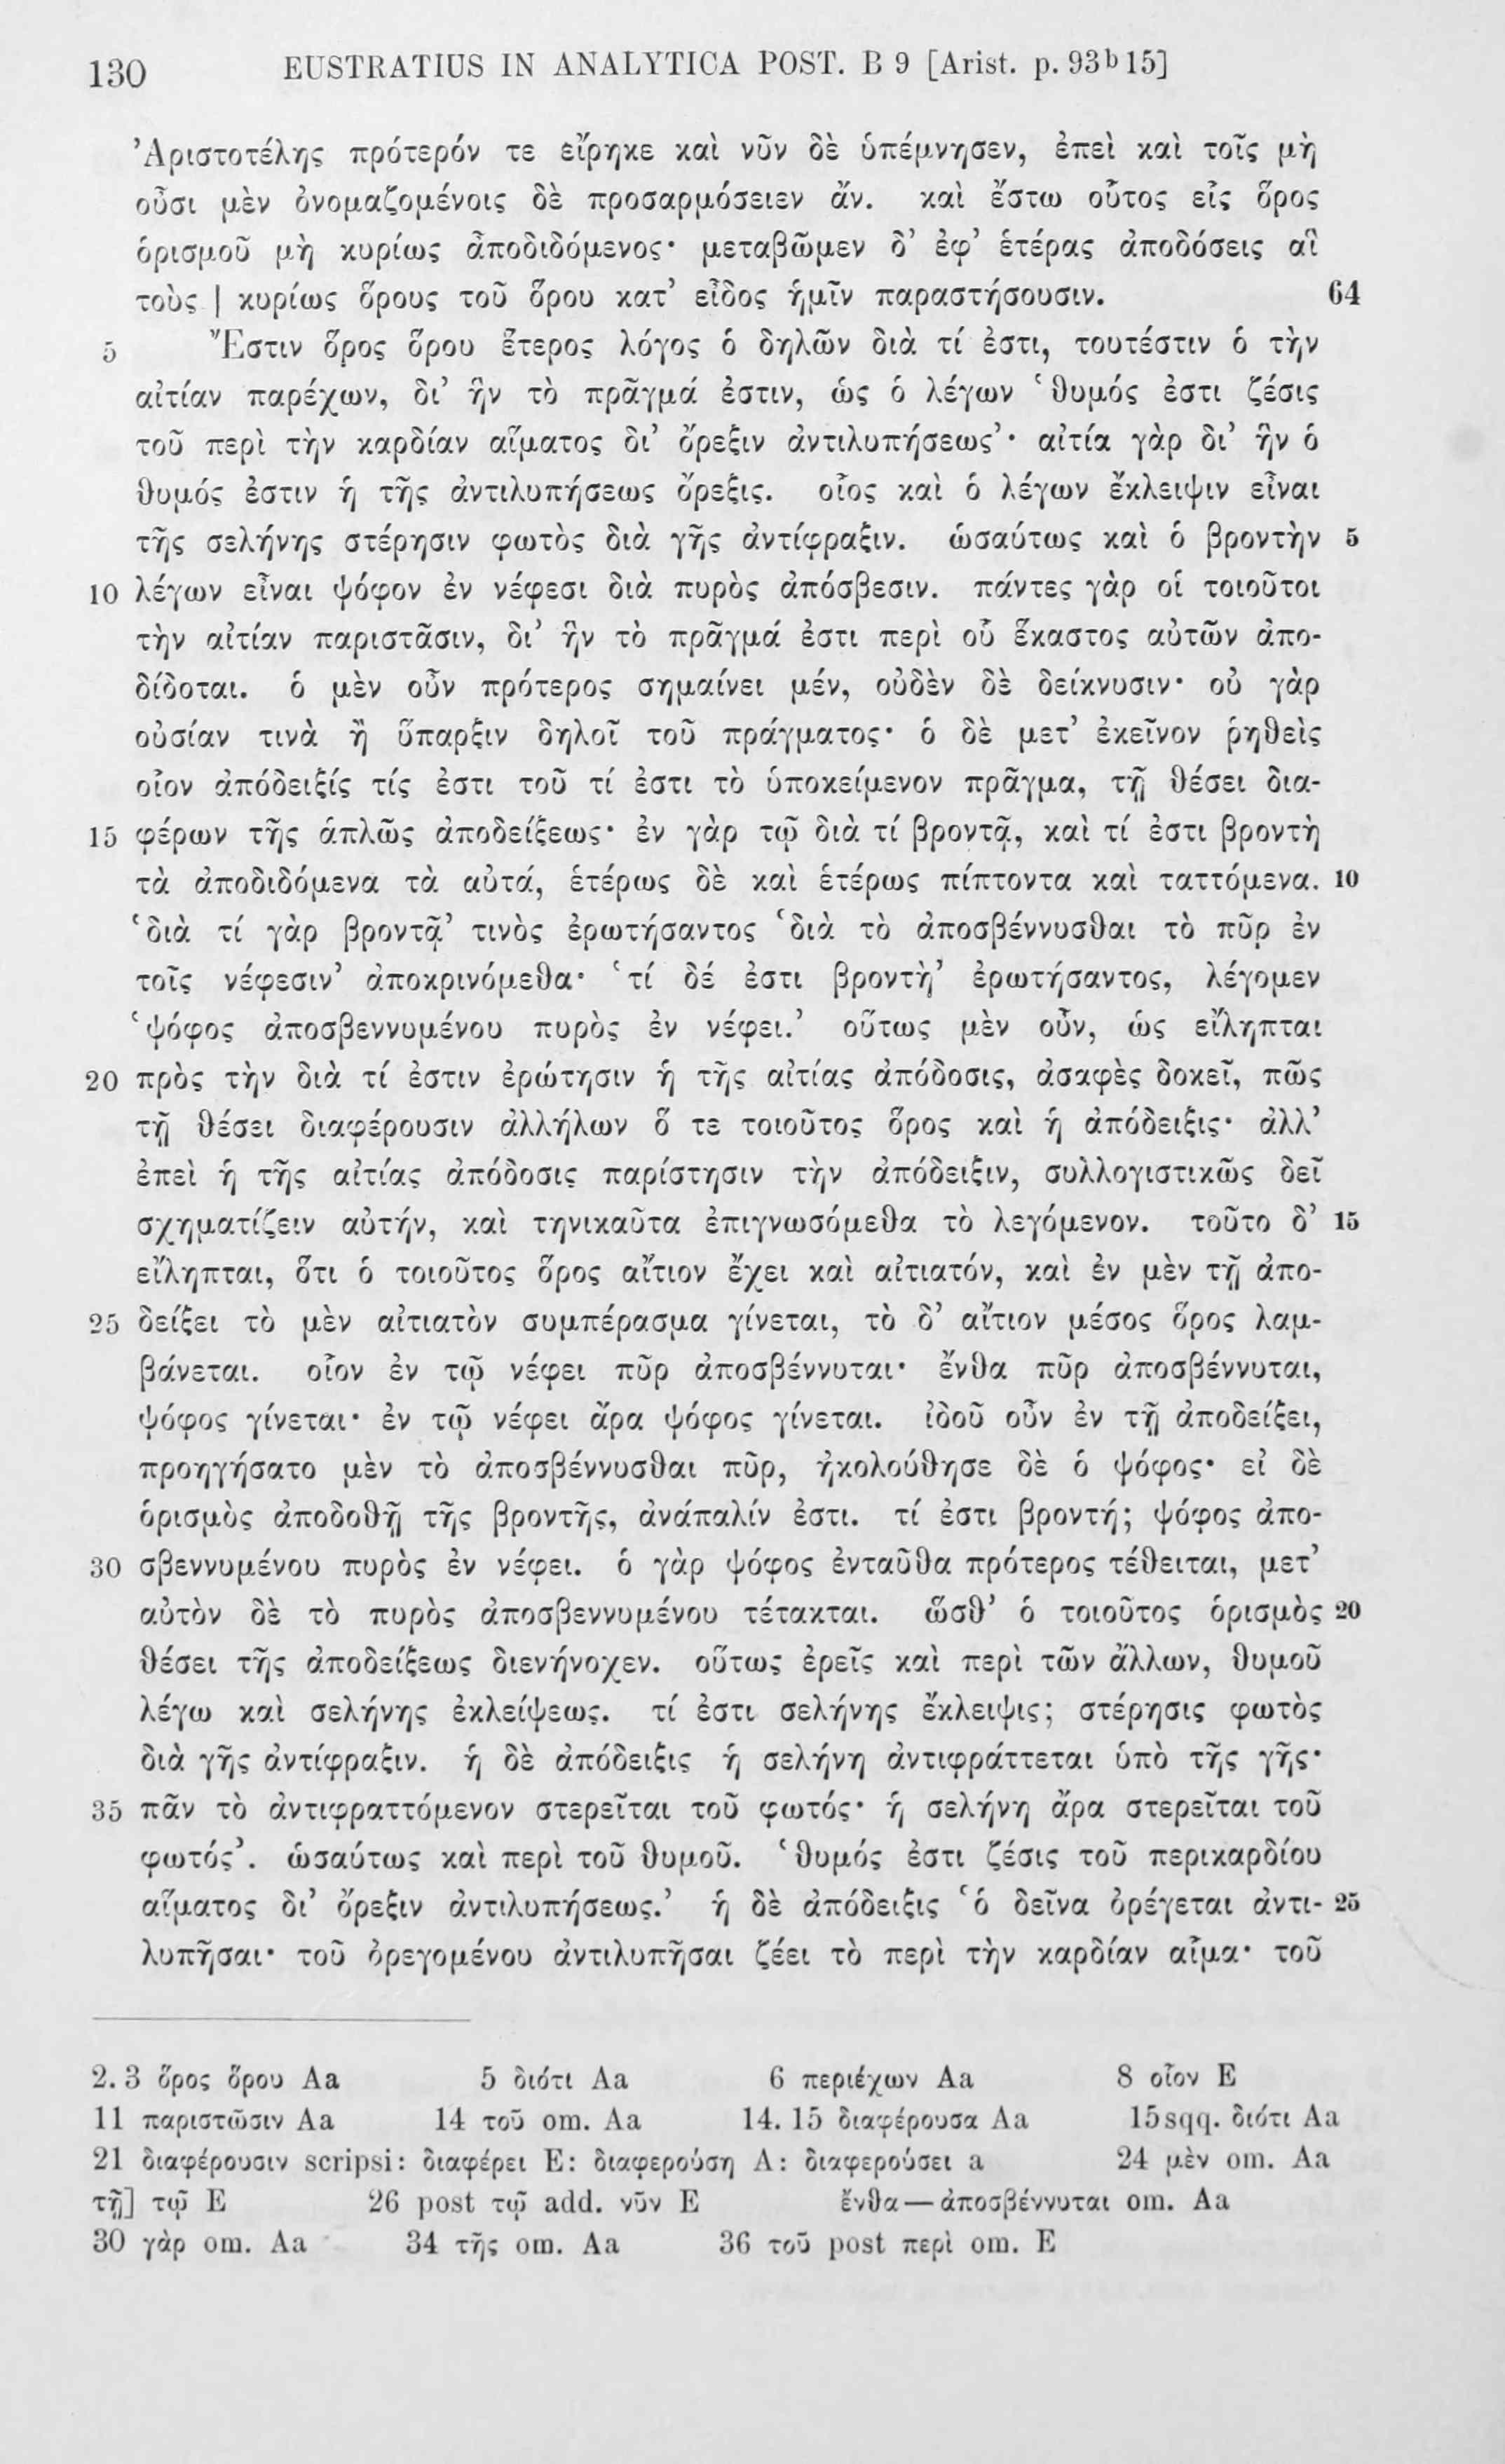 130 EUSTRATIUS IN ANALYTICA POST. B 9 [Arist. p. 93b 15]
Ἀριστοτέλης πρότερόν τε εἴρηκε καὶ νῦν δὲ ὑπέμνησεν, ἐπεὶ καὶ τοῖς μὴ
οὖσι μὲν ὀνομαζομένοις δὲ προσαρμόσειεν ἄν. καὶ ἔστω οὗτος εἷς ὅρος
ὁρισμοῦ μὴ κυρίως ἀποδιδόμενος· μεταβῶμεν δ’ ἐφ’ ἑτέρας ἀποδόσεις αἳ
τοὺς | κυρίως ὅρους τοῦ ὅρου κατ’ εἶδος ἡμῖν παραστήσουσιν. 64
5 Ἔστιν ὅρος ὅρου ἕτερος λόγος ὁ δηλῶν διὰ τί ἐστι, τουτέστιν ὁ τὴν
αἰτίαν παρέχων, δι’ ἣν τὸ πρᾶγμά ἐστιν, ὡς ὁ λέγων ‘θυμός ἐστι ζέσις
τοῦ περὶ τὴν καρδίαν αἵματος δι’ ὄρεξιν ἀντιλυπήσεως’· αἰτία γὰρ δι’ ἣν ὁ
θυμός ἐστιν ἡ τῆς ἀντιλυπήσεως ὄρεξις. οἷος καὶ ὁ λέγων ἔκλειψιν εἶναι
τῆς σελήνης στέρησιν φωτὸς διὰ γῆς ἀντίφραξιν. ὡσαύτως καὶ ὁ βροντὴν 5
10 λέγων εἶναι ψόφον ἐν νέφεσι διὰ πυρὸς ἀπόσβεσιν. πάντες γὰρ οἱ τοιοῦτοι
τὴν αἰτίαν παριστᾶσιν, δι’ ἣν τὸ πρᾶγμά ἐστι περὶ οὗ ἕκαστος αὐτῶν ἀπο-
δίδοται. ὁ μὲν οὖν πρότερος σημαίνει μέν, οὐδὲν δὲ δείκνυσιν· οὐ γὰρ
οὐσίαν τινὰ ἢ ὕπαρξιν δηλοῖ τοῦ πράγματος· ὁ δὲ μετ’ ἐκεῖνον ῥηθεὶς
οἷον ἀπόδειξίς τίς ἐστι τοῦ τί ἐστι τὸ ὑποκείμενον πρᾶγμα, τῇ θέσει δια-
15 φέρων τῆς ἁπλῶς ἀποδείξεως· ἐν γὰρ τῷ διὰ τί βροντᾷ, καὶ τί ἐστι βροντὴ
τὰ ἀποδιδόμενα τὰ αὐτά, ἑτέρως δὲ καὶ ἑτέρως πίπτοντα καὶ ταττόμενα. 10
‘διὰ τί γὰρ βροντᾷ’ τινὸς ἐρωτήσαντος ‘διὰ τὸ ἀποσβέννυσθαι τὸ πῦρ ἐν
τοῖς νέφεσιν’ ἀποκρινόμεθα· ‘τί δέ ἐστι βροντὴ’ ἐρωτήσαντος, λέγομεν
‘ψόφος ἀποσβεννυμένου πυρὸς ἐν νέφει.’ οὕτως μὲν οὖν, ὡς εἴληπται
20 πρὸς τὴν διὰ τί ἐστιν ἐρώτησιν ἡ τῆς αἰτίας ἀπόδοσις, ἀσαφὲς δοκεῖ, πῶς
τῇ θέσει διαφέρουσιν ἀλλήλων ὅ τε τοιοῦτος ὅρος καὶ ἡ ἀπόδειξις· ἀλλ’
ἐπεὶ ἡ τῆς αἰτίας ἀπόδοσις παρίστησιν τὴν ἀπόδειξιν, συλλογιστικῶς δεῖ
σχηματίζειν αὐτήν, καὶ τηνικαῦτα ἐπιγνωσόμεθα τὸ λεγόμενον. τοῦτο δ’ 15
εἴληπται, ὅτι ὁ τοιοῦτος ὅρος αἴτιον ἔχει καὶ αἰτιατόν, καὶ ἐν μὲν τῇ ἀπο-
25 δείξει τὸ μὲν αἰτιατὸν συμπέρασμα γίνεται, τὸ δ’ αἴτιον μέσος ὅρος λαμ-
βάνεται. οἷον ἐν τῷ νέφει πῦρ ἀποσβέννυται· ἔνθα πῦρ ἀποσβέννυται,
ψόφος γίνεται· ἐν τῷ νέφει ἄρα ψόφος γίνεται. ἰδοῦ οὖν ἐν τῇ ἀποδείξει,
προηγήσατο μὲν τὸ ἀποσβέννυσθαι πῦρ, ἠκολούθησε δὲ ὁ ψόφος· εἰ δὲ
ὁρισμὸς ἀποδοθῇ τῆς βροντῆς, ἀνάπαλίν ἐστι. τί ἐστι βροντή; ψόφος ἀπο-
30 σβεννυμένου πυρὸς ἐν νέφει. ὁ γὰρ ψόφος ἐνταῦθα πρότερος τέθειται, μετ’
αὐτὸν δὲ τὸ πυρὸς ἀποσβεννυμένου τέτακται. ὥσθ’ ὁ τοιοῦτος ὁρισμὸς 20
θέσει τῆς ἀποδείξεως διενήνοχεν. οὕτως ἐρεῖς καὶ περὶ τῶν ἄλλων, θυμοῦ
λέγω καὶ σελήνης ἐκλείψεως. τί ἐστι σελήνης ἔκλειψις; στέρησις φωτὸς
διὰ γῆς ἀντίφραξιν. ἡ δὲ ἀπόδειξις ἡ σελήνη ἀντιφράττεται ὑπὸ τῆς γῆς·
35 πᾶν τὸ ἀντιφραττόμενον στερεῖται τοῦ φωτός· ἡ σελήνη ἄρα στερεῖται τοῦ
φωτός’. ὡσαύτως καὶ περὶ τοῦ θυμοῦ. ‘θυμός ἐστι ζέσις τοῦ περικαρδίου
αἵματος δι’ ὄρεξιν ἀντιλυπήσεως.’ ἡ δὲ ἀπόδειξις ‘ὁ δεῖνα ὀρέγεται ἀντι- 25
λυπῆσαι· τοῦ ὀρεγομένου ἀντιλυπῆσαι ζέει τὸ περὶ τὴν καρδίαν αἷμα· τοῦ
2. 3 ὅρος ὅρου Aa 5 διότι Aa 6 περιέχων Aa 8 οἷον E
11 παριστῶσιν Aa 14 τοῦ om. Aa 14. 15 διαφέρουσα Aa 15 sqq. διότι Aa
21 διαφέρουσιν scripsi: διαφέρει E: διαφερούση A: διαφερούσει a 24 μὲν om. Aa
τῇ] τῷ E 26 post τῷ add. νῦν E ἔνθα — ἀποσβέννυται om. Aa
30 γὰρ om. Aa 34 τῆς om. Aa 36 τοῦ post περὶ om. E